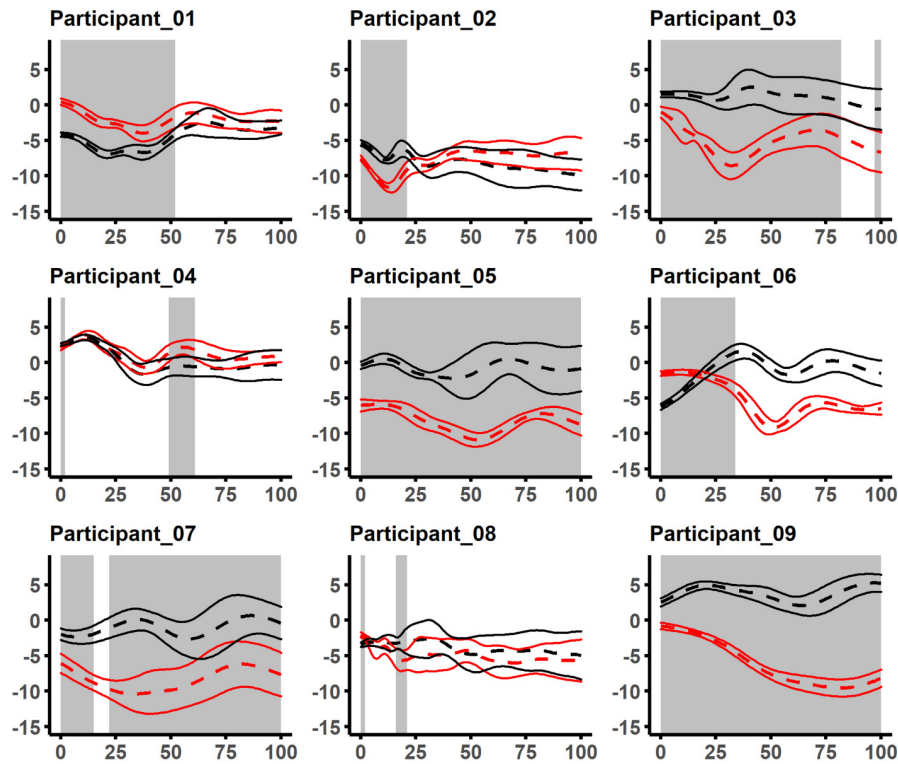 Participant_01 Participant_02 Participant_03
5 5 5
0 0 0
-5 -5 -5
-10 -10 -10
-15 -15 -15
0 25 50 75 100 0 25 50 75 100 0 25 50 75 100
Participant_04 Participant_05 Participant_06
5 5 5
0 0 0
-5 -5 -5
-10 -10 -10
-15 -15 -15
0 25 50 75 100 0 25 50 75 100 0 25 50 75 100
Participant_07 Participant_08 Participant_09
5 5 5
0 0 0
-5 -5 -5
-10 -10 -10
-15 -15 -15
0 25 50 75 100 0 25 50 75 100 0 25 50 75 100